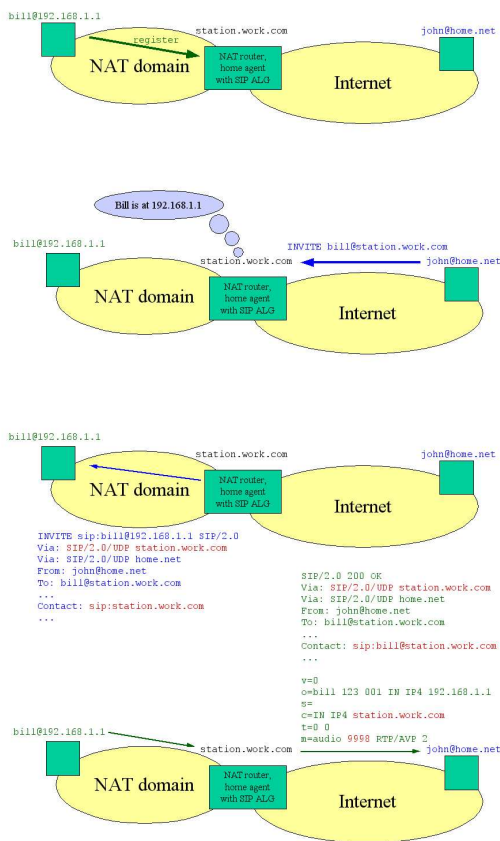 bill@192.168.1.1
station.work.com
john@home.net
register
NAT domain
NAT router,
home agent
with SIP ALG
Internet
Bill is at 192.168.1.1
bill@192.168.1.1
INVITE bill@station.work.com
station.work.com
john@home.net
NAT domain
NAT router,
home agent
with SIP ALG
Internet
bill@192.168.1.1
station.work.com
john@home.net
NAT domain
NAT router,
home agent
with SIP ALG
Internet
INVITE sip:bill@192.168.1.1 SIP/2.0
Via: SIP/2.0/UDP station.work.com
Via: SIP/2.0/UDP home.net
From: john@home.net
To: bill@station.work.com
...
Contact: sip:station.work.com
...
SIP/2.0 200 OK
Via: SIP/2.0/UDP station.work.com
Via: SIP/2.0/UDP home.net
From: john@home.net
To: bill@station.work.com
...
Contact: sip:bill@station.work.com
...
v=0
o=bill 123 001 IN IP4 192.168.1.1
s=
c=IN IP4 station.work.com
t=0 0
m=audio 9998 RTP/AVP 2
bill@192.168.1.1
station.work.com
john@home.net
NAT domain
NAT router,
home agent
with SIP ALG
Internet